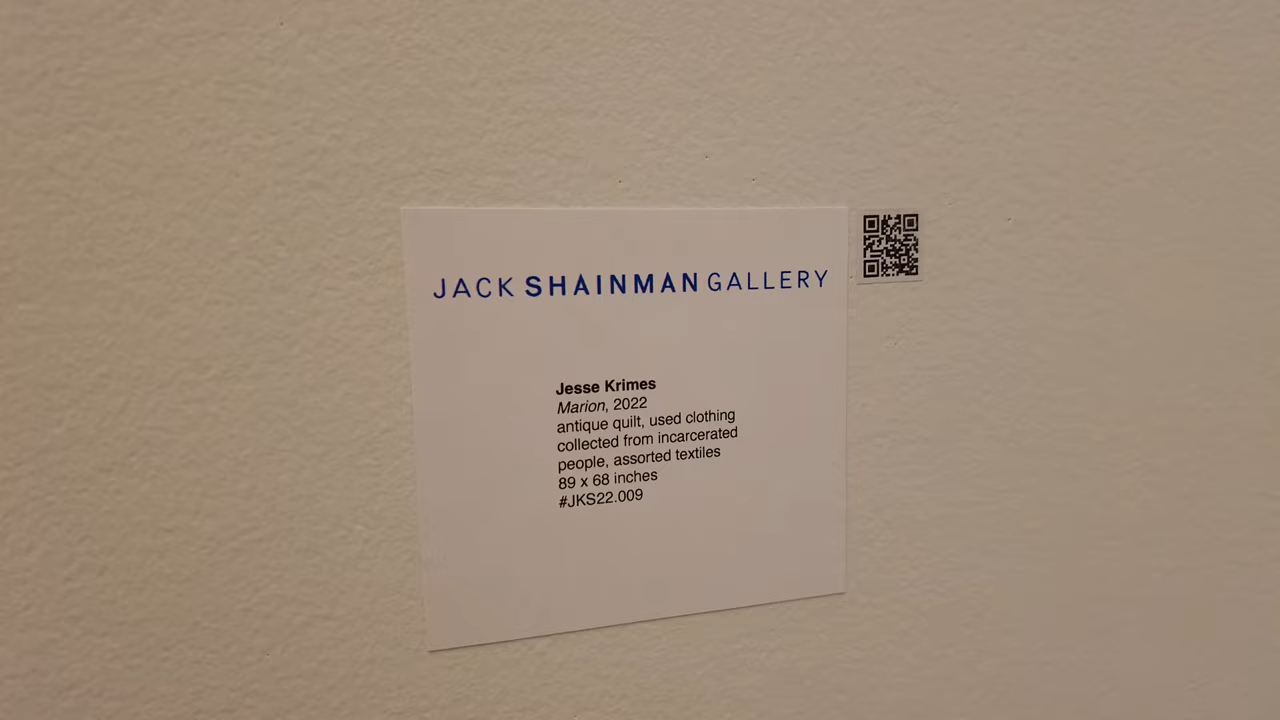 JACK SHAINMAN GALLERY
Jesse Krimes
Marion, 2022
antique quilt, used clothing
collected from incarcerated
people, assorted textiles
89 x 68 inches
#JKS22.009